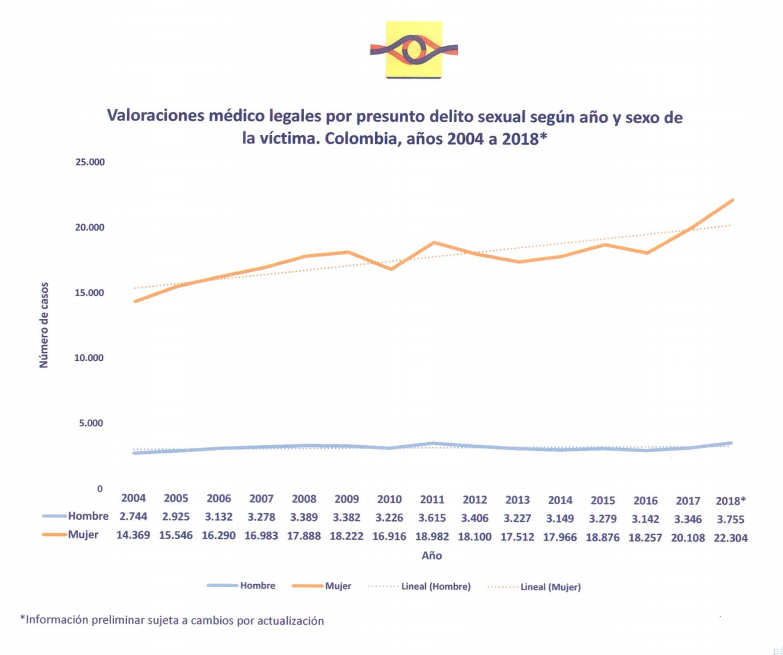 Valoraciones médico legales por presunto delito sexual según año y sexo de
la víctima. Colombia, años 2004 a 2018*
25.000
20.000
15.000
10.000
5.000
0
Número de casos
2004 2005 2006 2007 2008 2009 2010 2011 2012 2013 2014 2015 2016 2017 2018*
Hombre 2.744 2.925 3.132 3.278 3.389 3.382 3.226 3.615 3.406 3.227 3.149 3.279 3.142 3.346 3.755
Mujer 14.369 15.546 16.290 16.983 17.888 18.222 16.916 18.982 18.100 17.512 17.966 18.876 18.257 20.108 22.304
Año
Hombre Mujer Lineal (Hombre) Lineal (Mujer)
*Información preliminar sujeta a cambios por actualización